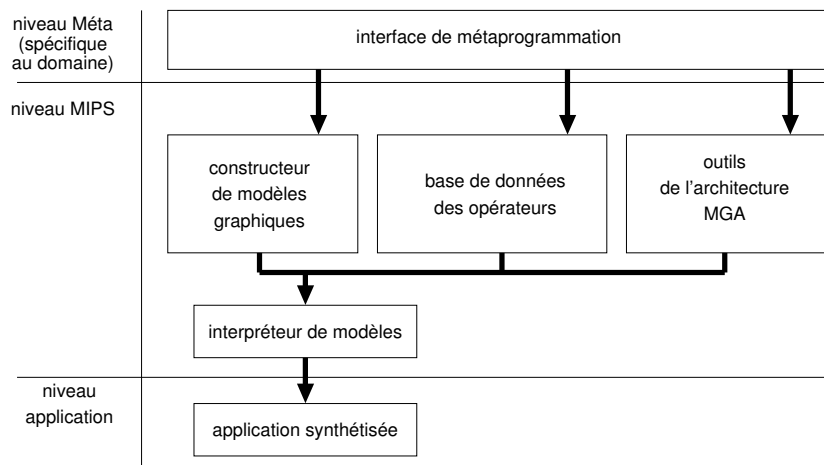 niveau Méta
(spécifique
au domaine)
interface de métaprogrammation
niveau MIPS
constructeur
de modèles
graphiques
base de données
des opérateurs
outils
de l'architecture
MGA
interpréteur de modèles
niveau
application
application synthétisée